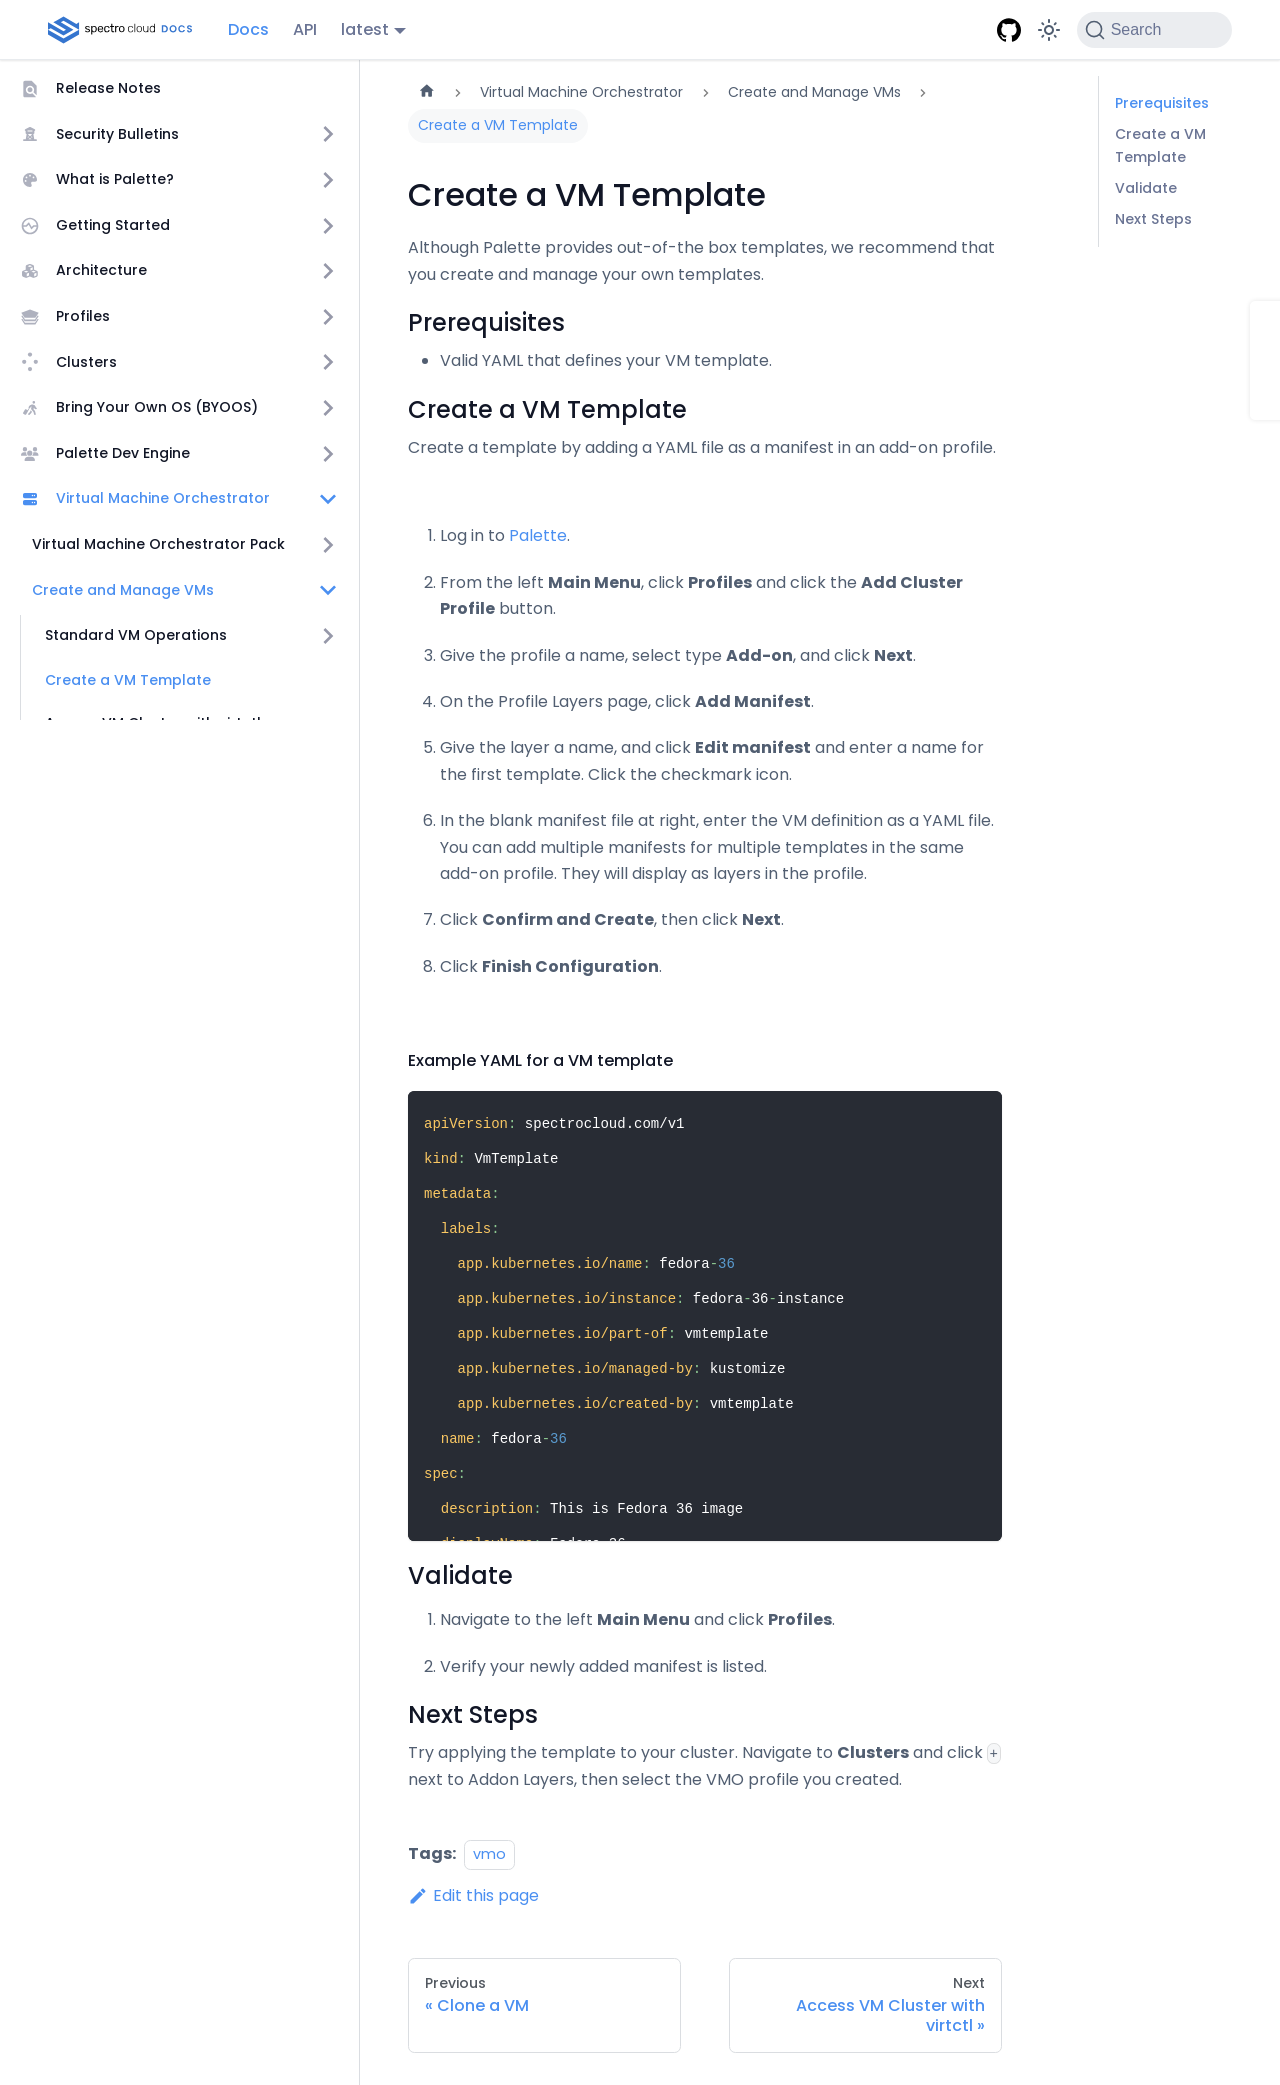 spectro cloud DOCS
Docs
API
latest
Search
Release Notes
Security Bulletins
What is Palette?
Getting Started
Architecture
Profiles
Clusters
Bring Your Own OS (BYOOS)
Palette Dev Engine
Virtual Machine Orchestrator
Virtual Machine Orchestrator Pack
Create and Manage VMs
Standard VM Operations
Create a VM Template
Virtual Machine Orchestrator
Create and Manage VMs
Create a VM Template
Create a VM Template
Although Palette provides out-of-the box templates, we recommend that
you create and manage your own templates.
Prerequisites
Valid YAML that defines your VM template.
Create a VM Template
Create a template by adding a YAML file as a manifest in an add-on profile.
1. Log in to Palette.
2. From the left Main Menu, click Profiles and click the Add Cluster
Profile button.
3. Give the profile a name, select type Add-on, and click Next.
4. On the Profile Layers page, click Add Manifest.
5. Give the layer a name, and click Edit manifest and enter a name for
the first template. Click the checkmark icon.
6. In the blank manifest file at right, enter the VM definition as a YAML file.
You can add multiple manifests for multiple templates in the same
add-on profile. They will display as layers in the profile.
7. Click Confirm and Create, then click Next.
8. Click Finish Configuration.
Example YAML for a VM template
apiVersion: spectrocloud.com/v1
kind: VmTemplate
metadata:
labels:
app.kubernetes.io/name: fedora-36
app.kubernetes.io/instance: fedora-36-instance
app.kubernetes.io/part-of: vmtemplate
app.kubernetes.io/managed-by: kustomize
app.kubernetes.io/created-by: vmtemplate
name: fedora-36
spec:
description: This is Fedora 36 image
displayName: Fedora 36
Validate
1. Navigate to the left Main Menu and click Profiles.
2. Verify your newly added manifest is listed.
Next Steps
Try applying the template to your cluster. Navigate to Clusters and click +
next to Addon Layers, then select the VMO profile you created.
Tags: vmo
Edit this page
Previous
« Clone a VM
Next
Access VM Cluster with
virtctl »
Prerequisites
Create a VM
Template
Validate
Next Steps